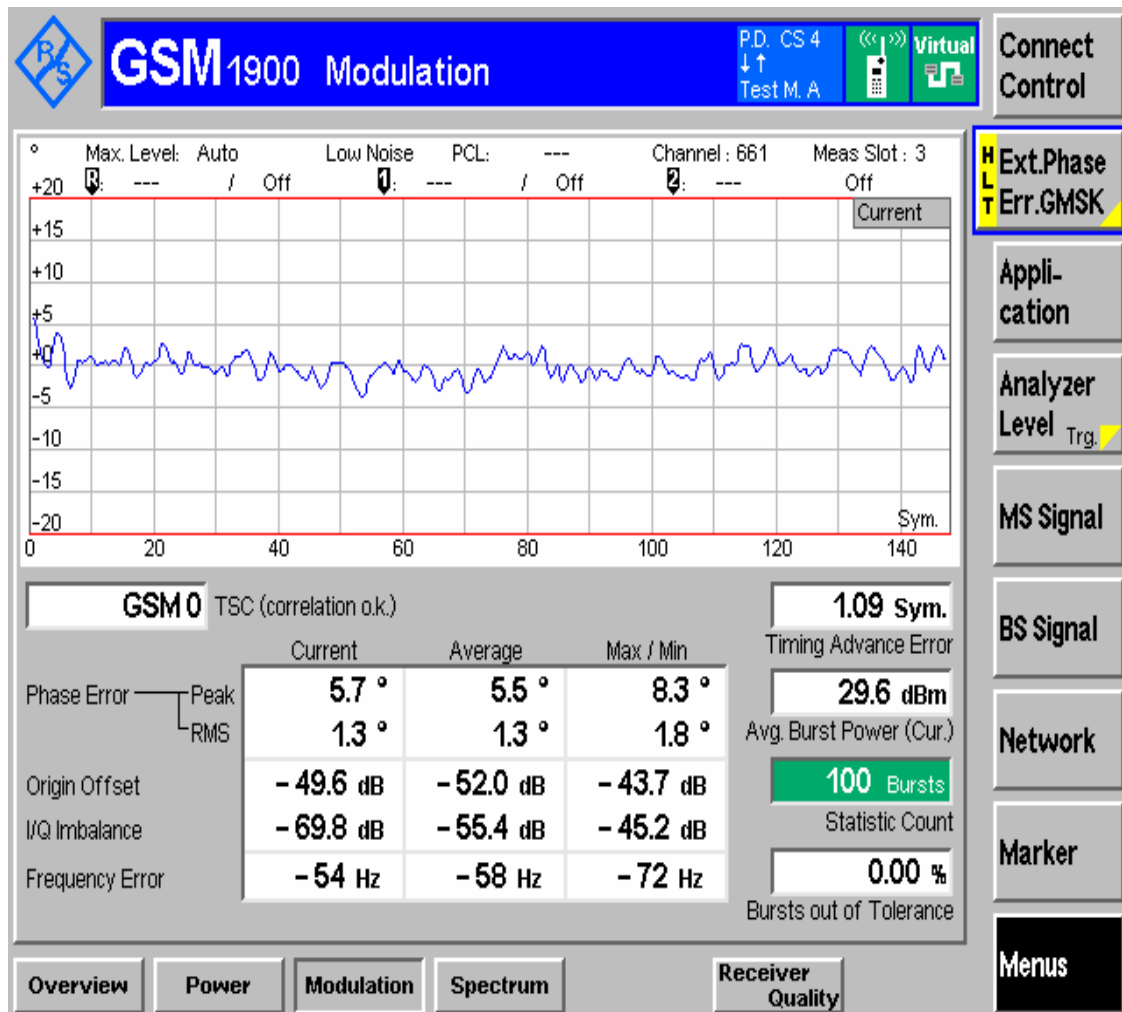 R/S
GSM 1900 Modulation
P.D. CS 4
↓↑
Test M. A
Virtual
Connect Control
° Max. Level: Auto Low Noise PCL: --- Channel : 661 Meas Slot : 3
R: --- / Off 1: --- / Off 2: --- Off
Current
+20
+15
+10
+5
+0
-5
-10
-15
-20
Sym.
0 20 40 60 80 100 120 140
HLT
Ext.Phase
Err.GMSK
Appli-
cation
Analyzer
Level Trg.
MS Signal
BS Signal
Network
Marker
Menus
GSM 0 TSC (correlation o.k.)
Current Average Max / Min
Phase Error Peak 5.7 ° 5.5 ° 8.3 °
RMS 1.3 ° 1.3 ° 1.8 °
Origin Offset - 49.6 dB - 52.0 dB - 43.7 dB
I/Q Imbalance - 69.8 dB - 55.4 dB - 45.2 dB
Frequency Error - 54 Hz - 58 Hz - 72 Hz
1.09 Sym.
Timing Advance Error
29.6 dBm
Avg. Burst Power (Cur.)
100 Bursts
Statistic Count
0.00 %
Bursts out of Tolerance
Overview Power Modulation Spectrum Receiver Quality